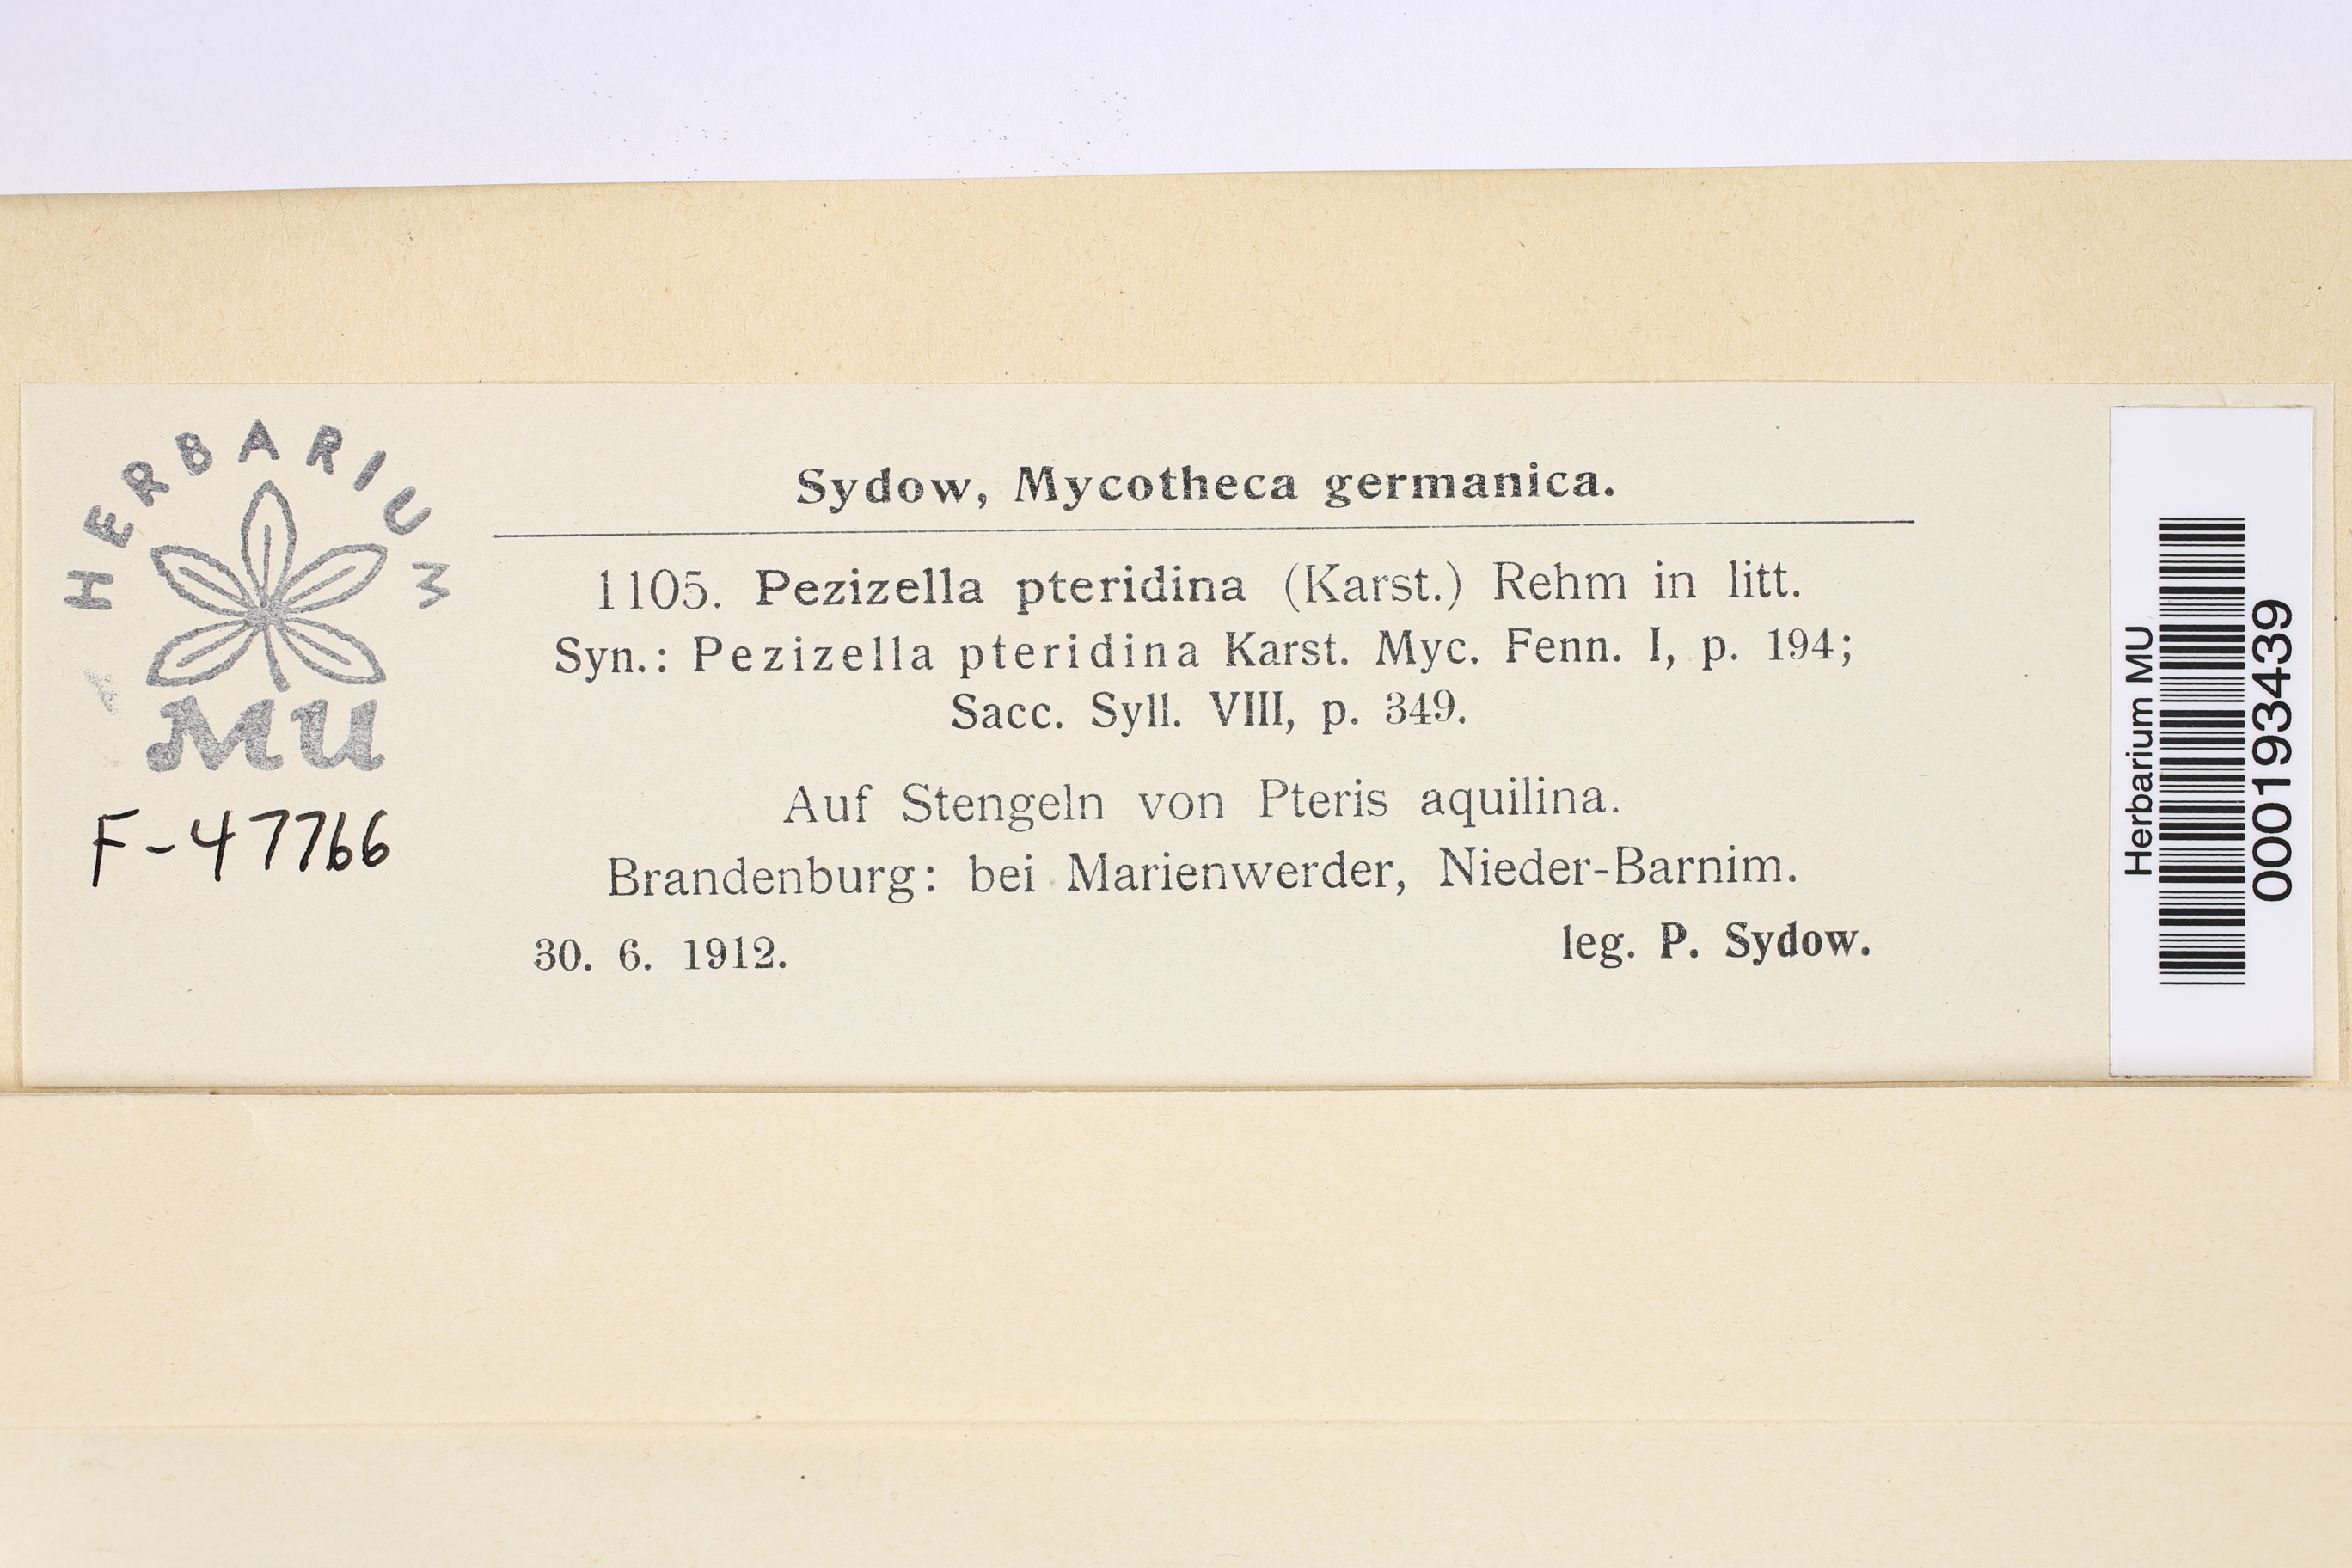 HERBARIUM
MU
F-47766
Sydow, Mycotheca germanica.
1105. Pezizella pteridina (Karst.) Rehm in litt.
Syn.: Pezizella pteridina Karst. Myc. Fenn. I, p. 194;
Sacc. Syll. VIII, p. 349.
Auf Stengeln von Pteris aquilina.
Brandenburg: bei Marienwerder, Nieder-Barnim.
30. 6. 1912. leg. P. Sydow.
Herbarium MU
000193439